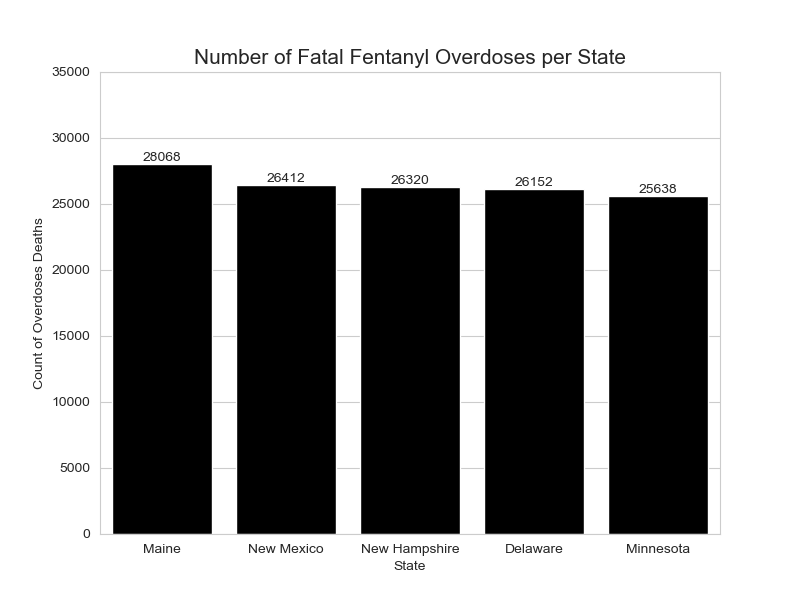 Number of Fatal Fentanyl Overdoses per State
35000
30000
25000
20000
15000
10000
5000
0
Count of Overdoses Deaths
28068
26412
26320
26152
25638
Maine
New Mexico
New Hampshire
Delaware
Minnesota
State